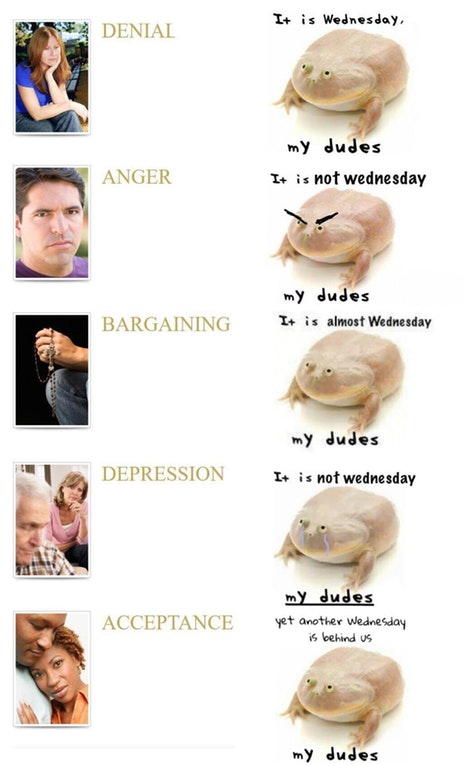 DENIAL
It is Wednesday,
my dudes
ANGER
It is not wednesday
my dudes
BARGAINING
It is almost Wednesday
my dudes
DEPRESSION
It is not wednesday
my dudes
ACCEPTANCE
yet another Wednesday
is behind us
my dudes